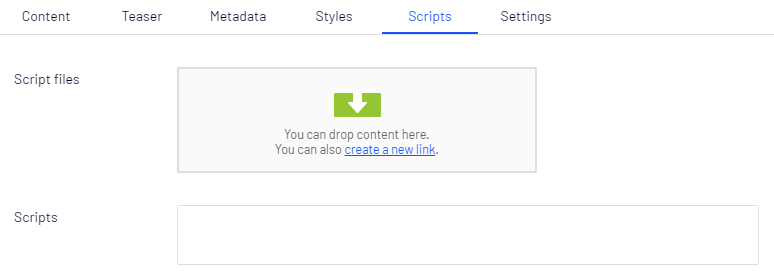 Content Teaser Metadata Styles Scripts Settings
Script files
You can drop content here.
You can also create a new link.
Scripts